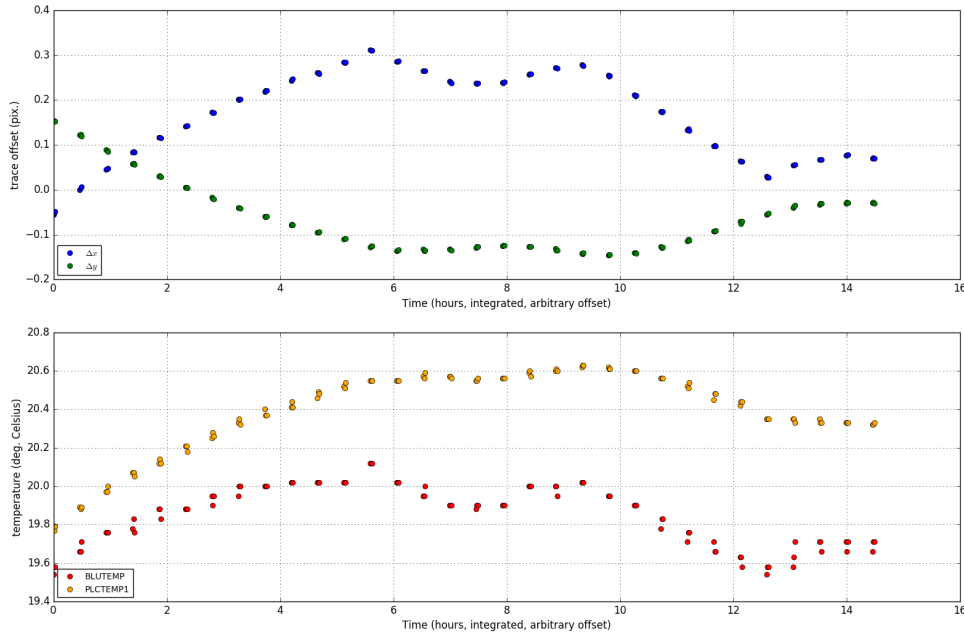 0.4
0.3
0.2
0.1
0.0
−0.1
−0.2
trace offset (pix.)
Δx
Δy
0 2 4 6 8 10 12 14 16
Time (hours, integrated, arbitrary offset)
20.8
20.6
20.4
20.2
20.0
19.8
19.6
19.4
temperature (deg. Celsius)
BLUTEMP
PLCTEMP1
0 2 4 6 8 10 12 14 16
Time (hours, integrated, arbitrary offset)